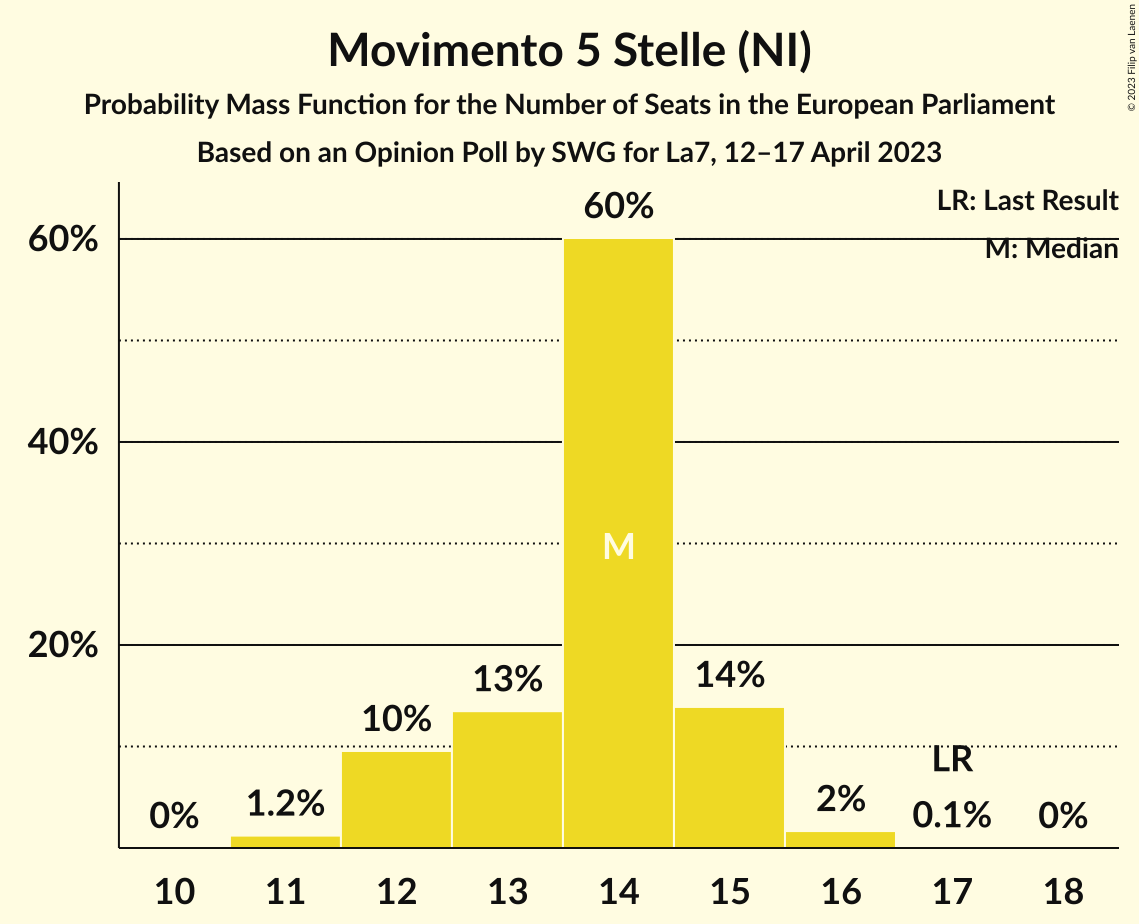 Movimento 5 Stelle (NI)
Probability Mass Function for the Number of Seats in the European Parliament
Based on an Opinion Poll by SWG for La7, 12–17 April 2023
© 2023 Filip van Laenen
LR: Last Result
M: Median
60%
40%
20%
0%
1.2%
10%
13%
60%
M
14%
2%
LR
0.1%
0%
10 11 12 13 14 15 16 17 18